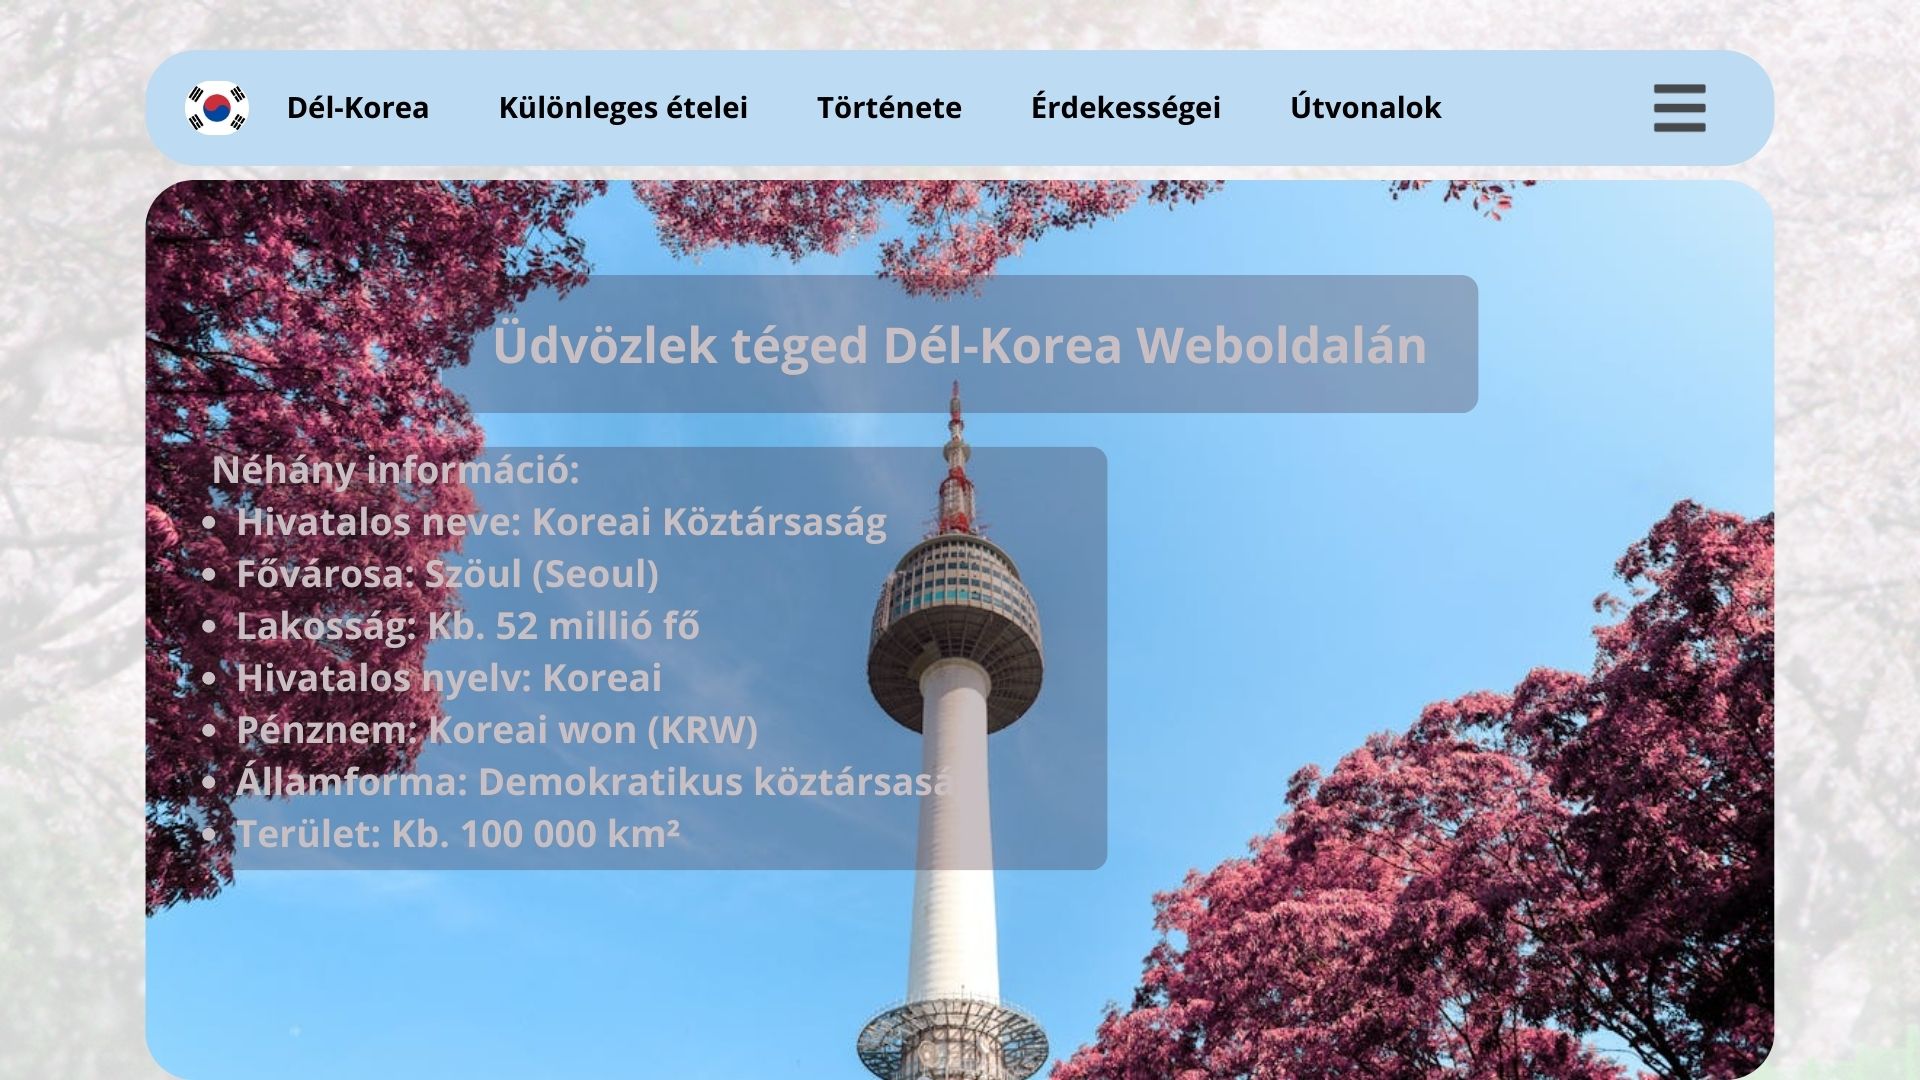 Dél-Korea Különleges ételei Története Érdekességei Útvonalok
Üdvözlek téged Dél-Korea Weboldalán
Néhány információ:
• Hivatalos neve: Koreai Köztársaság
• Fővárosa: Szöul (Seoul)
• Lakosság: Kb. 52 millió fő
• Hivatalos nyelv: Koreai
• Pénznem: Koreai won (KRW)
• Államforma: Demokratikus köztársasá
• Terület: Kb. 100 000 km²